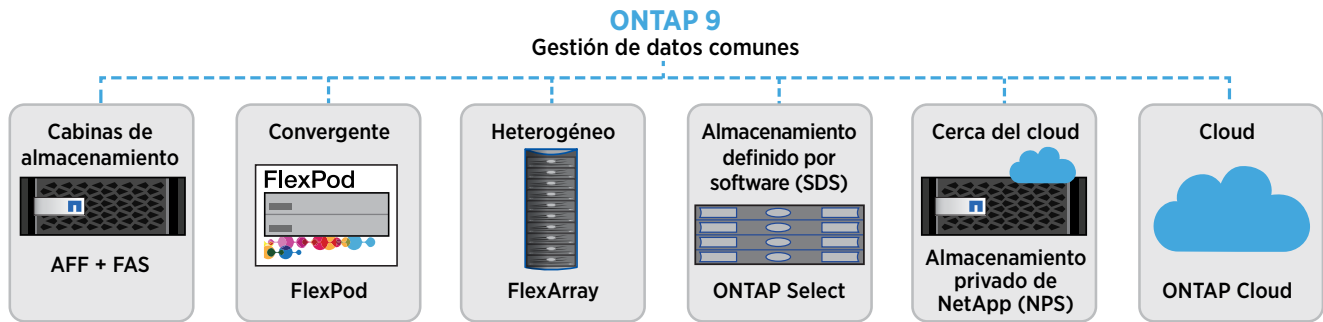 ONTAP 9
Gestión de datos comunes
Cabinas de
almacenamiento
AFF + FAS
Convergente
FlexPod
FlexPod
Heterogéneo
FlexArray
Almacenamiento
definido por
software (SDS)
ONTAP Select
Cerca del cloud
Almacenamiento
privado de
NetApp (NPS)
Cloud
ONTAP Cloud